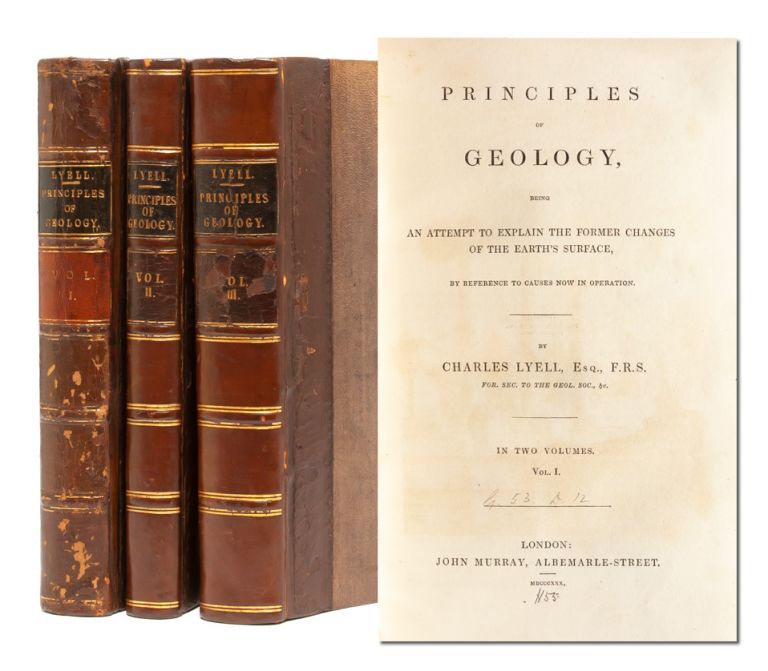 LYELL.
PRINCIPLES
OF
GEOLOGY.
VOL.
I.
LYELL.
PRINCIPLES
OF
GEOLOGY.
VOL.
II.
LYELL.
PRINCIPLES
OF
GEOLOGY.
OL.
III.
PRINCIPLES
OF
GEOLOGY,
BEING
AN ATTEMPT TO EXPLAIN THE FORMER CHANGES
OF THE EARTH'S SURFACE,
BY REFERENCE TO CAUSES NOW IN OPERATION.
BY
CHARLES LYELL, Esq., F.R.S.
FOR. SEC. TO THE GEOL. SOC., &c.
IN TWO VOLUMES.
Vol. I.
53 D. 12
LONDON:
JOHN MURRAY, ALBEMARLE-STREET.
MDCCCXXX.